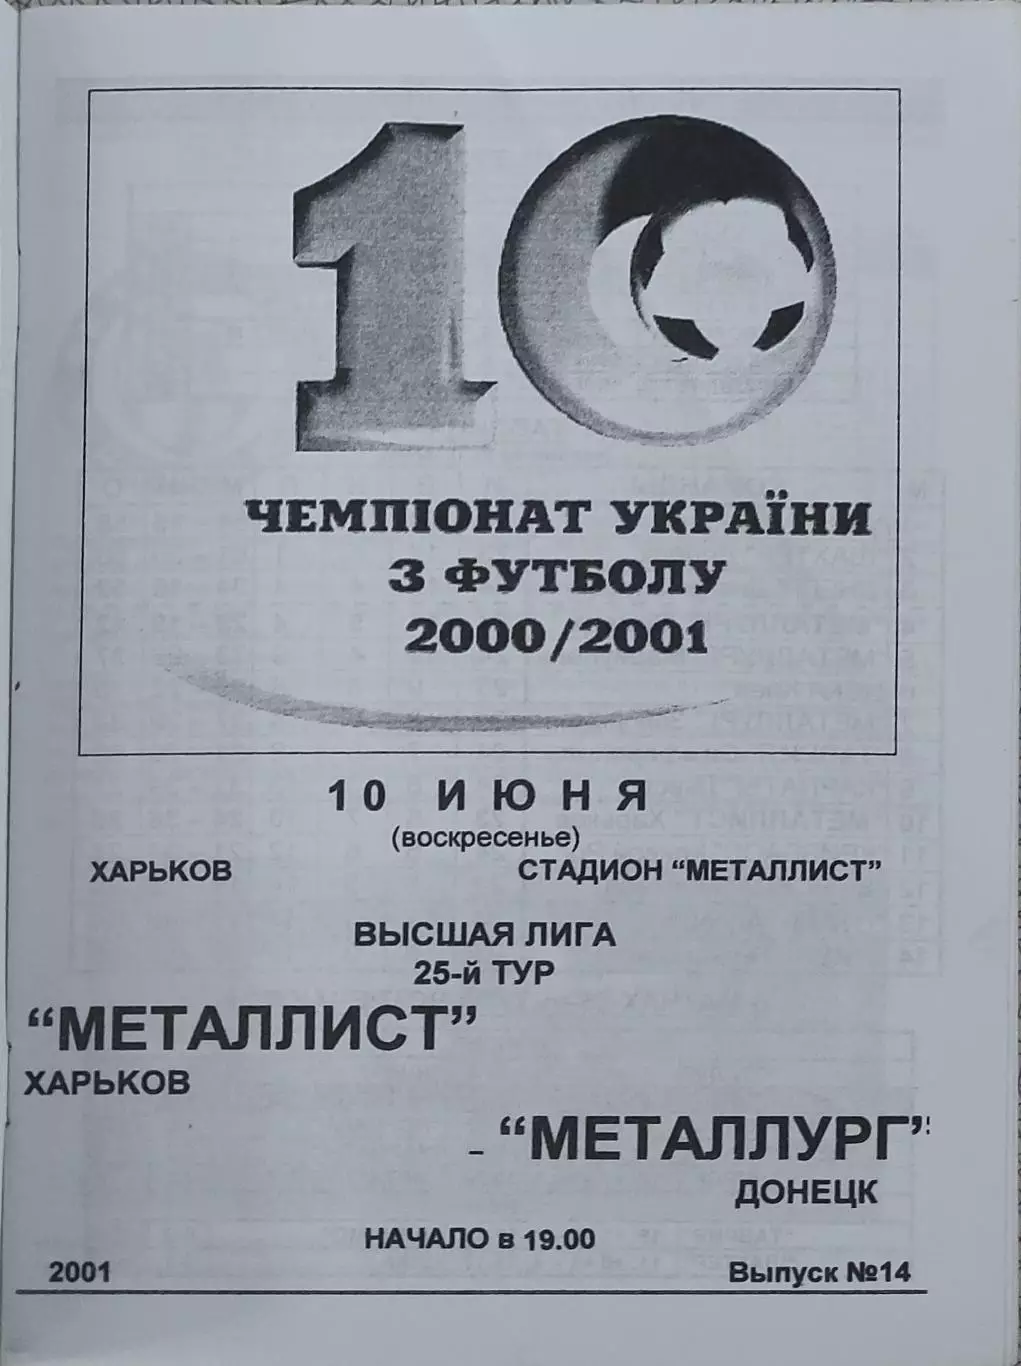 10
ЧЕМПІОНАТ УКРАЇНИ
З ФУТБОЛУ
2000/2001
10 ИЮНЯ
(воскресенье)
ХАРЬКОВ СТАДИОН “МЕТАЛЛИСТ”
ВЫСШАЯ ЛИГА
25-й ТУР
“МЕТАЛЛИСТ”
ХАРЬКОВ
- “МЕТАЛЛУРГ”
ДОНЕЦК
НАЧАЛО в 19.00
2001 Выпуск №14